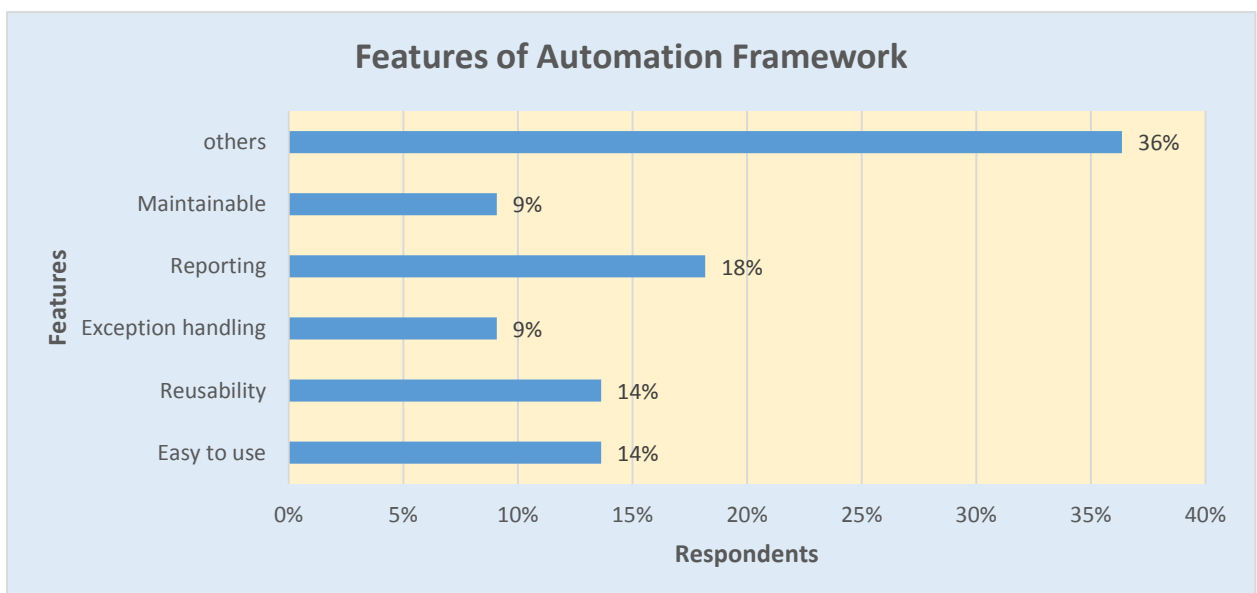 Features of Automation Framework
others
36%
Maintainable
9%
Reporting
18%
Exception handling
9%
Reusability
14%
Easy to use
14%
Features
0% 5% 10% 15% 20% 25% 30% 35% 40%
Respondents